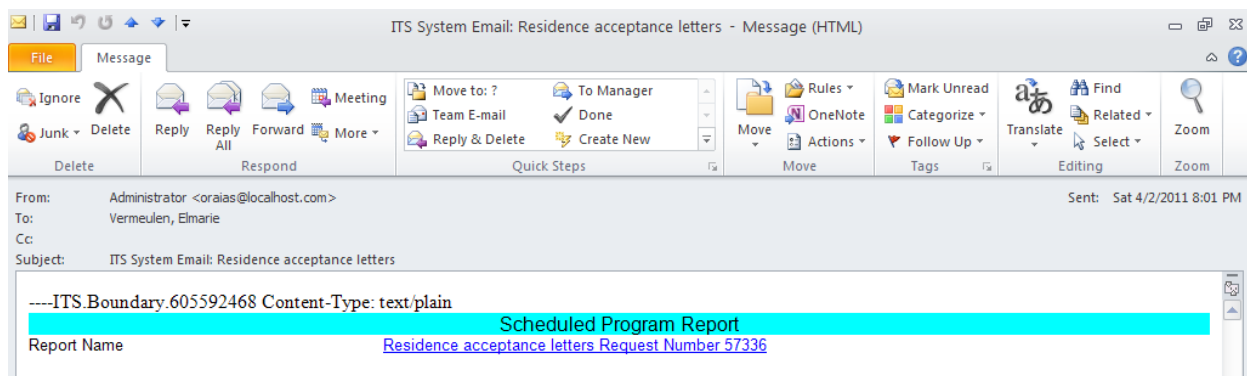 ITS System Email: Residence acceptance letters - Message (HTML)
File Message
Ignore
Junk
Delete
Reply
Reply All
Forward
Meeting
More
Move to: ?
Team E-mail
Reply & Delete
To Manager
Done
Create New
Move
Rules
OneNote
Actions
Mark Unread
Categorize
Follow Up
Translate
Find
Related
Select
Zoom
Delete Respond Quick Steps Move Tags Editing Zoom
From: Administrator <oraias@localhost.com> Sent: Sat 4/2/2011 8:01 PM
To: Vermeulen, Elmarie
Cc:
Subject: ITS System Email: Residence acceptance letters
----ITS.Boundary.605592468 Content-Type: text/plain
Scheduled Program Report
Report Name Residence acceptance letters Request Number 57336